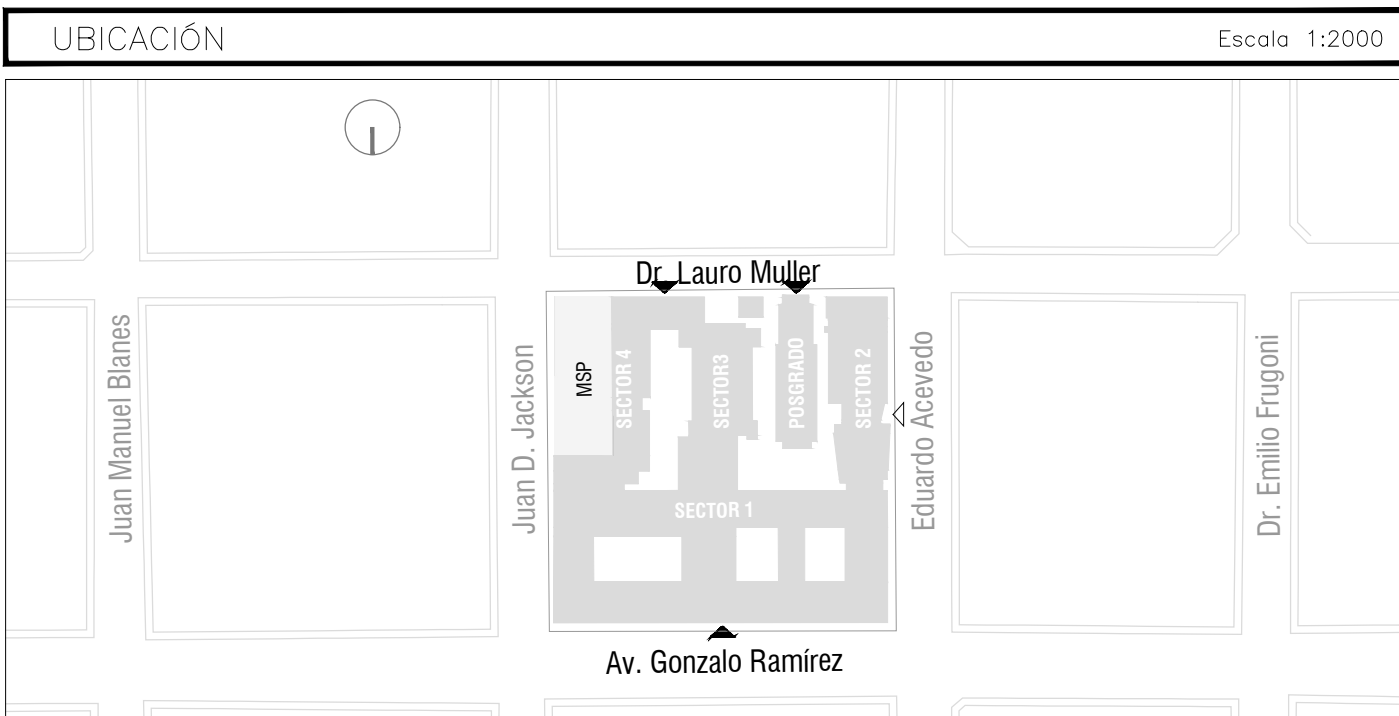 UBICACIÓN
Escala 1:2000
Dr. Lauro Muller
Juan Manuel Blanes
Juan D. Jackson
MSP
SECTOR 4
SECTOR3
POSGRADO
SECTOR 2
Eduardo Acevedo
Dr. Emilio Frugoni
SECTOR 1
Av. Gonzalo Ramírez